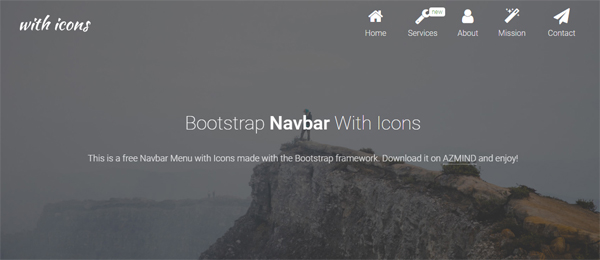 with icons
new
Home Services About Mission Contact
Bootstrap Navbar With Icons
This is a free Navbar Menu with Icons made with the Bootstrap framework. Download it on AZMIND and enjoy!